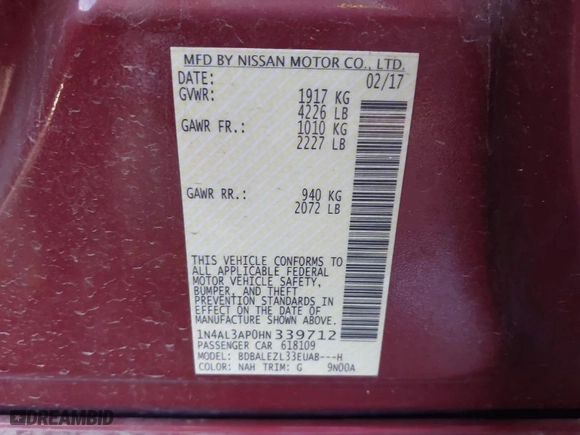 MFD BY NISSAN MOTOR CO., LTD.
DATE: 02/17
GVWR: 1917 KG
4226 LB
GAWR FR.: 1010 KG
2227 LB
GAWR RR.: 940 KG
2072 LB
THIS VEHICLE CONFORMS TO
ALL APPLICABLE FEDERAL
MOTOR VEHICLE SAFETY,
BUMPER, AND THEFT
PREVENTION STANDARDS IN
EFFECT ON THE DATE OF
MANUFACTURE SHOWN ABOVE.
1N4AL3AP0HN339712
PASSENGER CAR 618109
MODEL: BDBALEZL33EUAB---H
COLOR: NAH TRIM: G 9N00A
DREAMBID